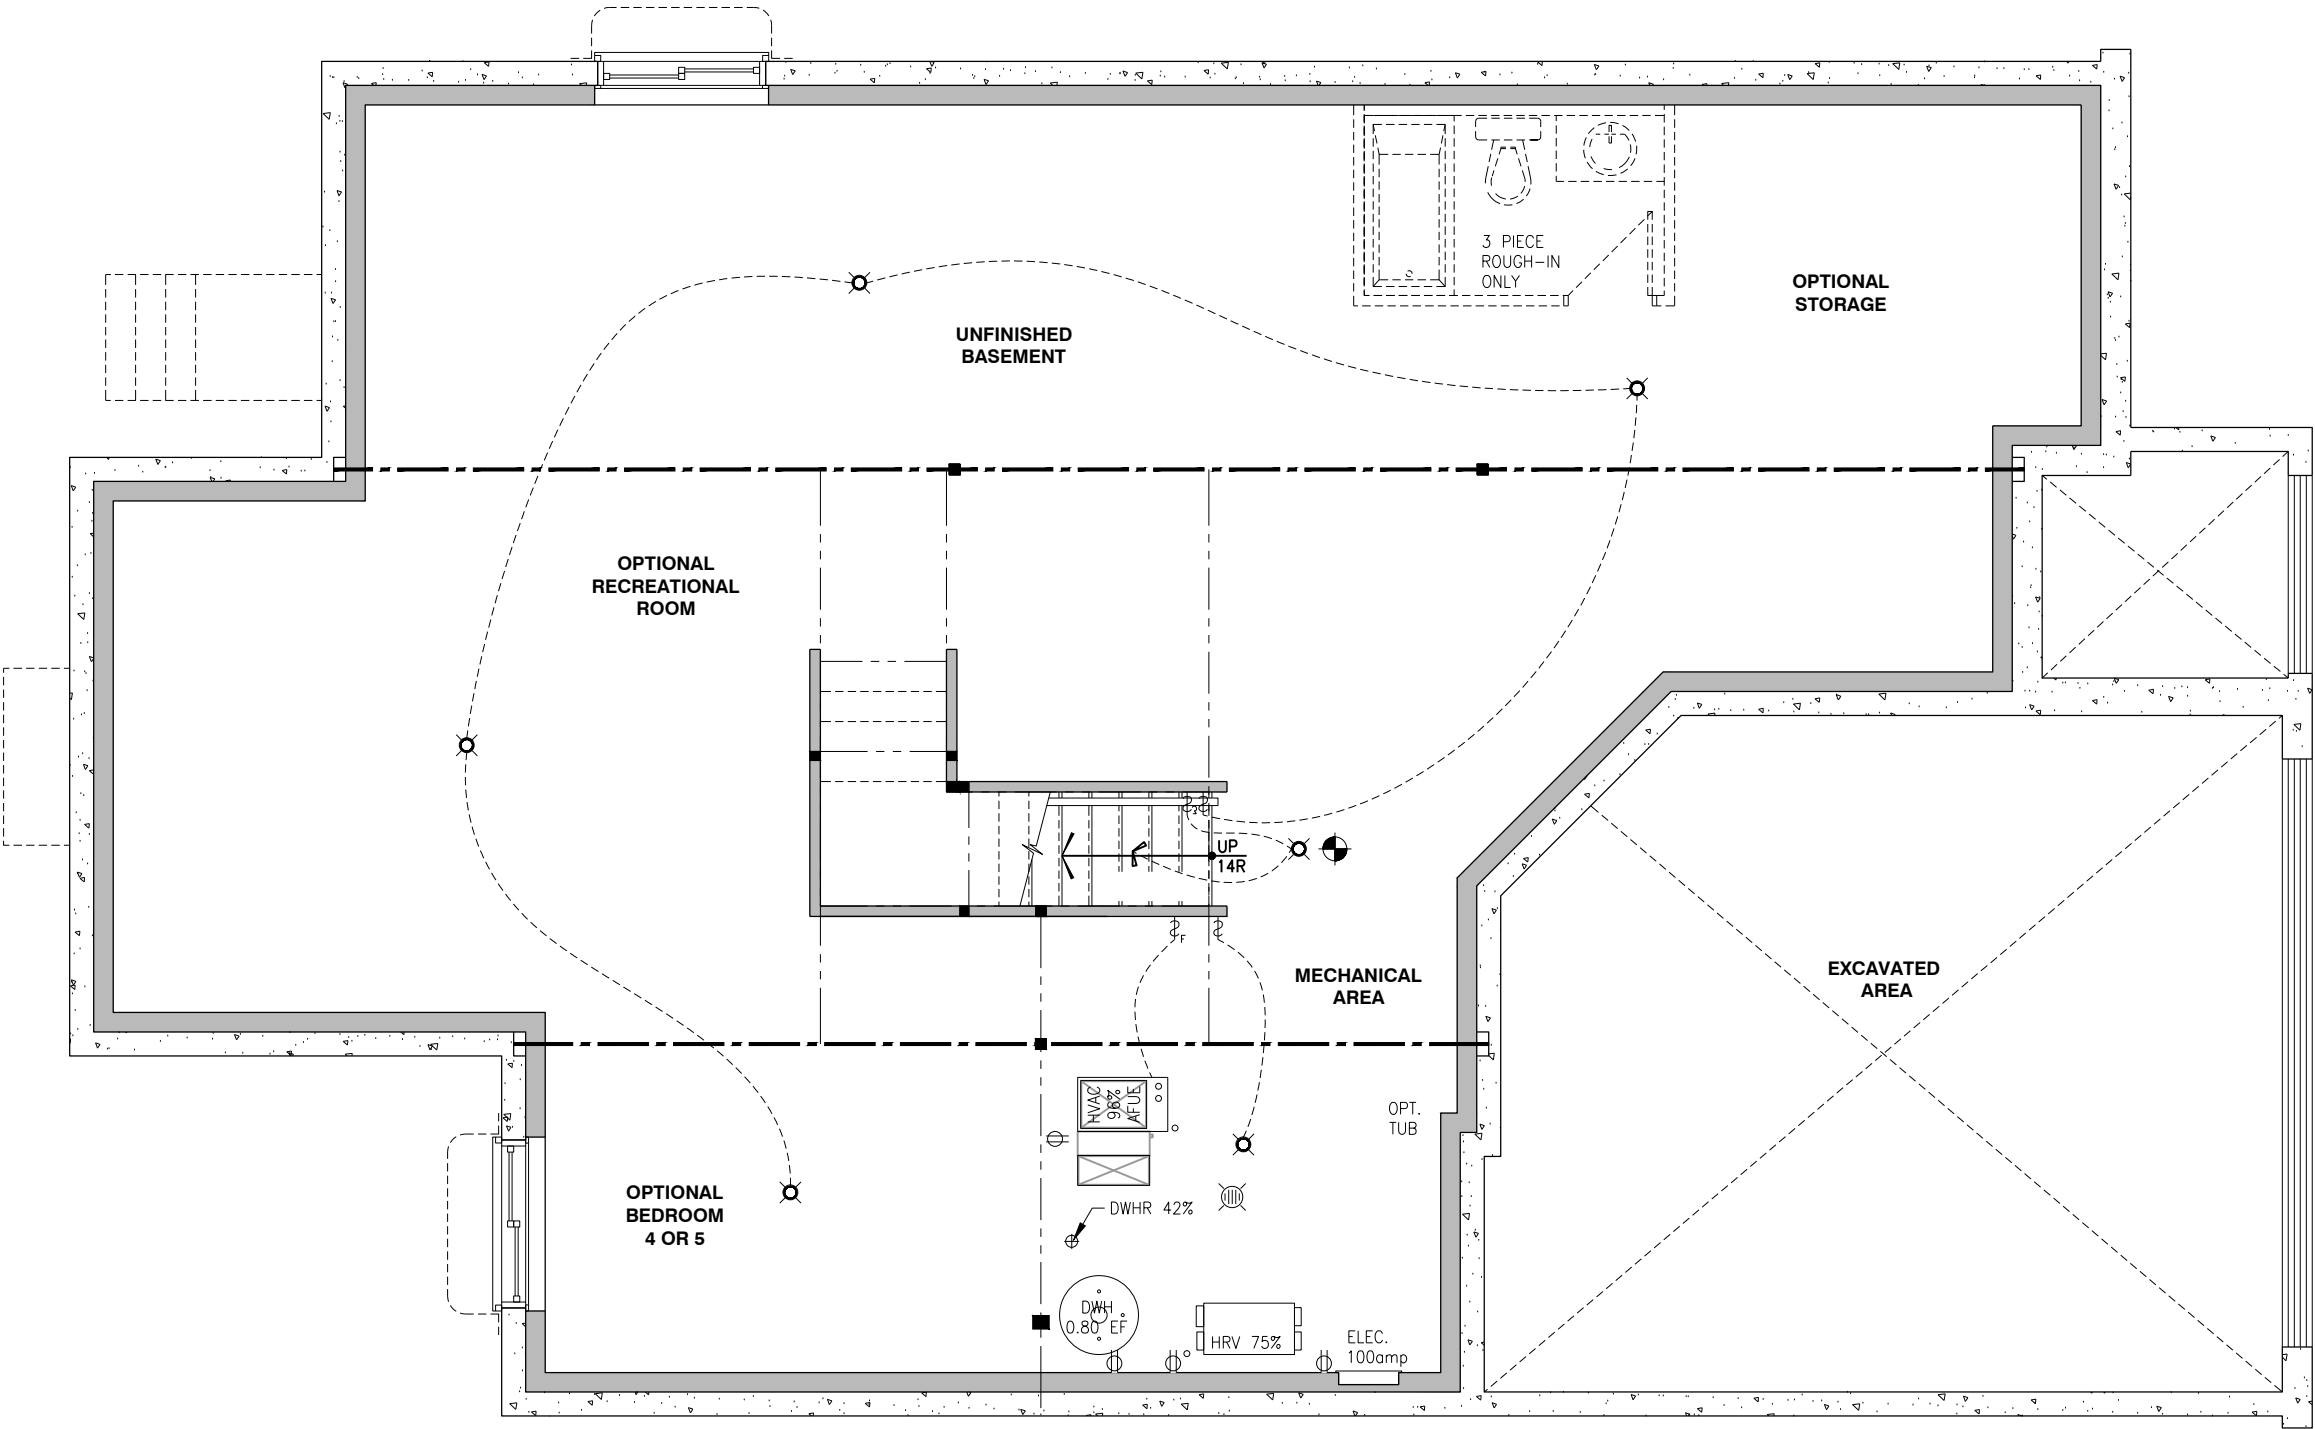 3 PIECE
ROUGH-IN
ONLY
OPTIONAL
STORAGE
UNFINISHED
BASEMENT
OPTIONAL
RECREATIONAL
ROOM
3
UP
14R
F
MECHANICAL
AREA
EXCAVATED
AREA
HVAC
96%
AFUE
OPT.
TUB
OPTIONAL
BEDROOM
4 OR 5
DWHR 42%
DWH
0.80 EF
HRV 75%
ELEC.
100amp